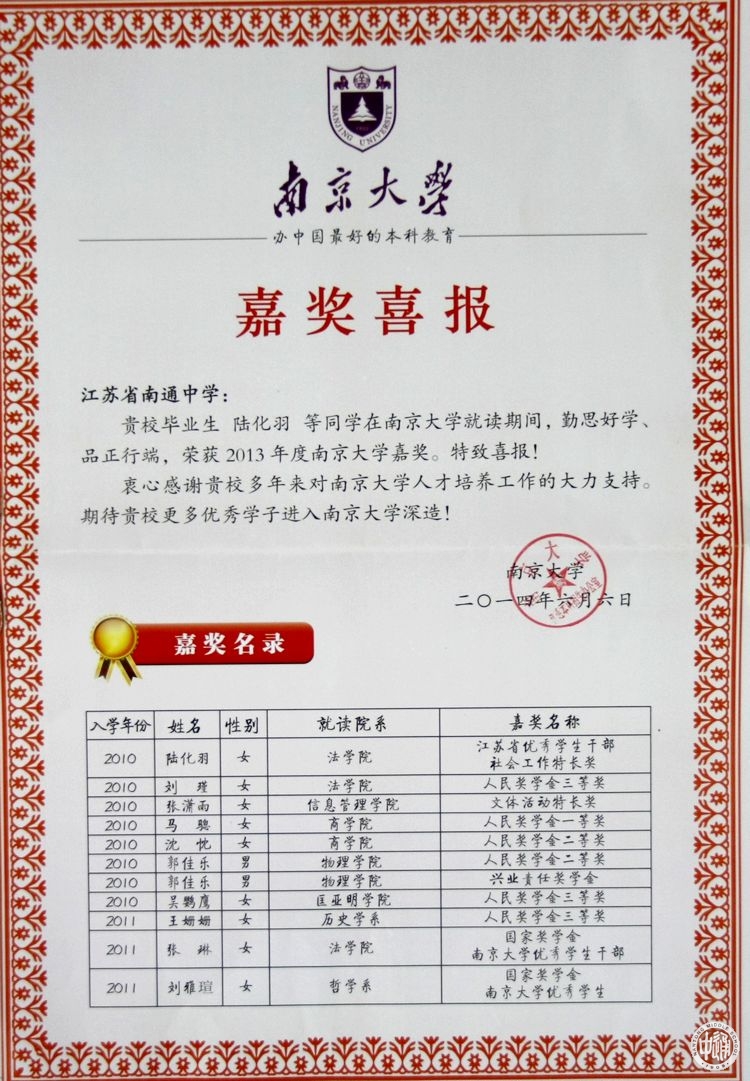 NANJING UNIVERSITY
1902
南京大學
办中国最好的本科教育
嘉奖喜报
江苏省南通中学：
贵校毕业生 陆化羽 等同学在南京大学就读期间，勤思好学、
品正行端，荣获2013年度南京大学嘉奖。特致喜报！
衷心感谢贵校多年来对南京大学人才培养工作的大力支持。
期待贵校更多优秀学子进入南京大学深造！
南京大学
二〇一四年六月六日
嘉奖名录
入学年份 姓名 性别 就读院系 嘉奖名称
2010 陆化羽 女 法学院 江苏省优秀学生干部
社会工作特长奖
2010 刘瑾 女 法学院 人民奖学金三等奖
2010 张潇雨 女 信息管理学院 文体活动特长奖
2010 马骢 女 商学院 人民奖学金一等奖
2010 沈忱 女 商学院 人民奖学金二等奖
2010 郭佳乐 男 物理学院 人民奖学金二等奖
2010 郭佳乐 男 物理学院 兴业责任奖学金
2010 吴鹦鹰 女 匡亚明学院 人民奖学金三等奖
2011 王姗姗 女 历史学系 人民奖学金三等奖
2011 张琳 女 法学院 国家奖学金
南京大学优秀学生干部
2011 刘雅瑄 女 哲学系 国家奖学金
南京大学优秀学生